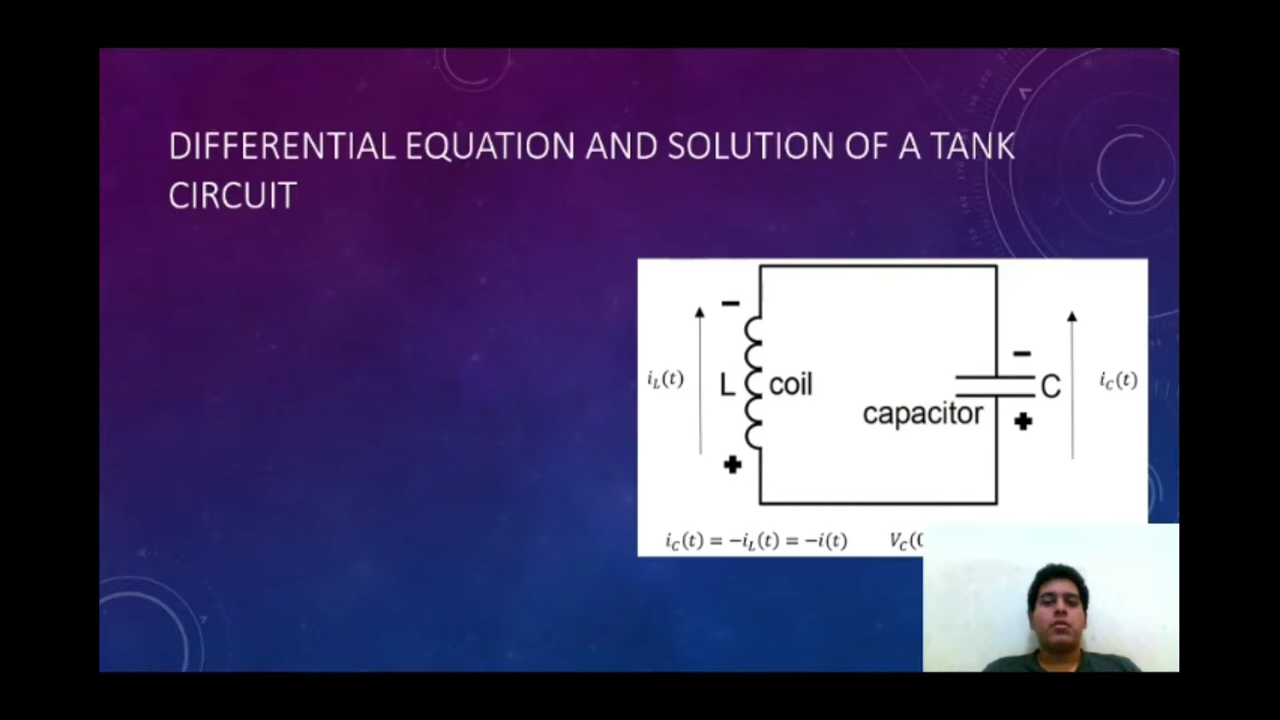 DIFFERENTIAL EQUATION AND SOLUTION OF A TANK
CIRCUIT
−
−
i_L(t)
L
coil
C
i_C(t)
capacitor
+
+
i_C(t) = −i_L(t) = −i(t)
V_C(